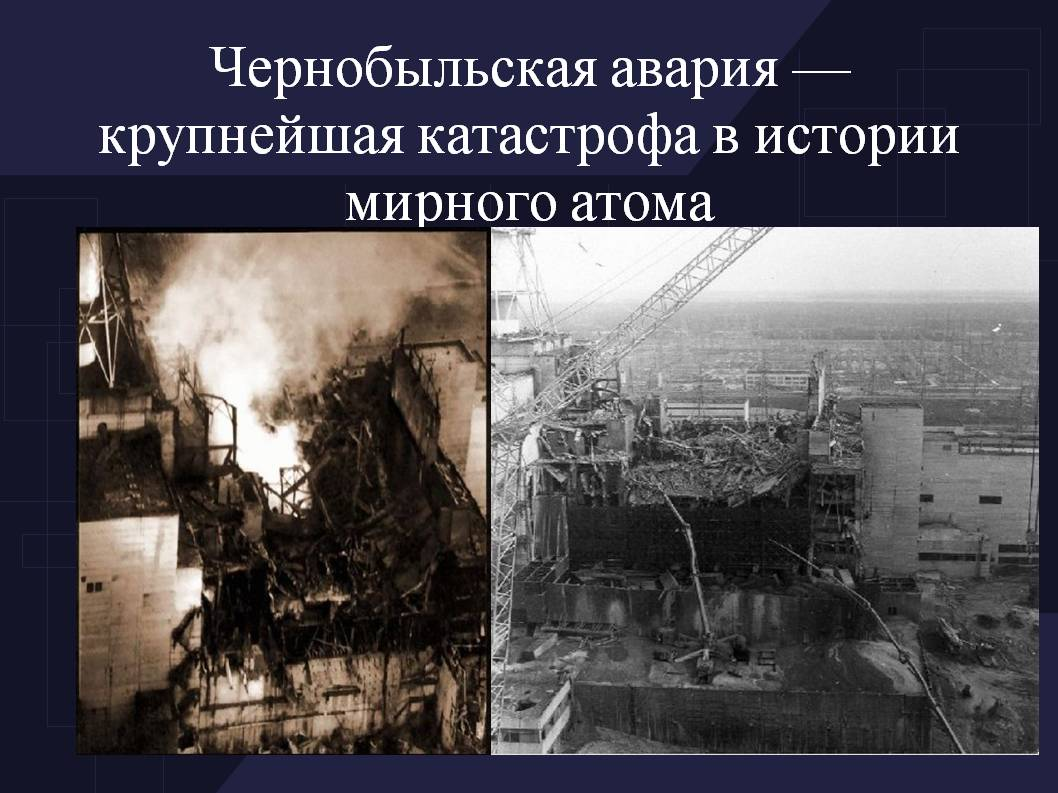 Чернобыльская авария —
крупнейшая катастрофа в истории
мирного атома